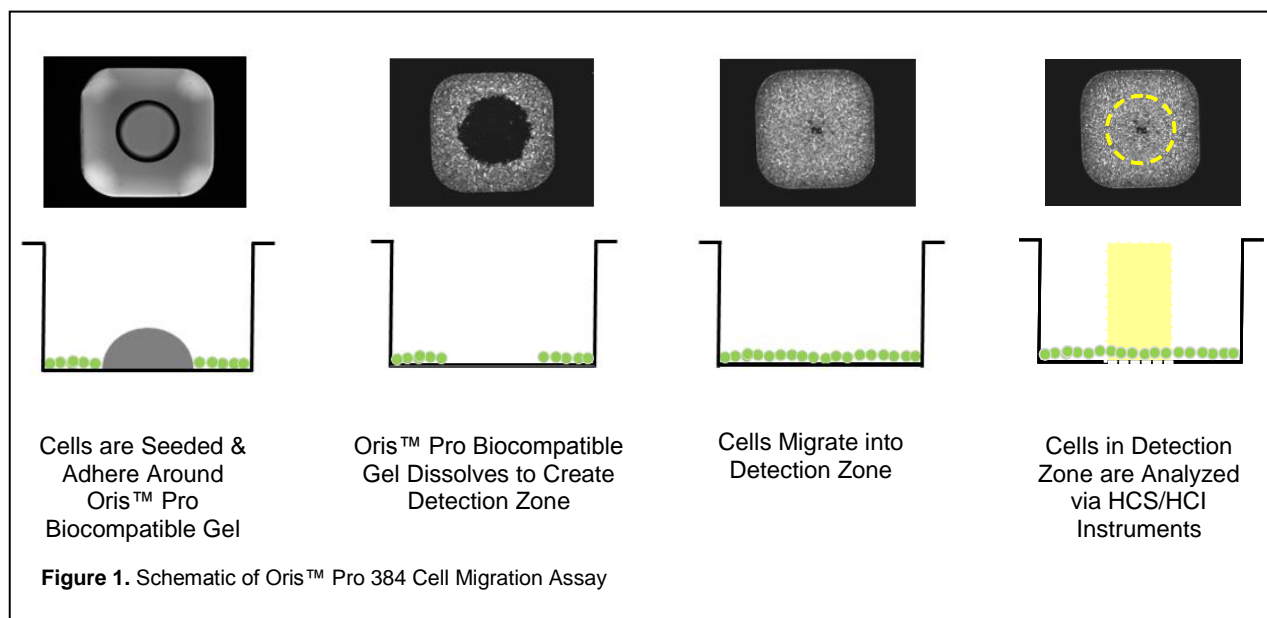 Cells are Seeded &
Adhere Around
Oris™ Pro
Biocompatible Gel
Oris™ Pro Biocompatible
Gel Dissolves to Create
Detection Zone
Cells Migrate into
Detection Zone
Cells in Detection
Zone are Analyzed
via HCS/HCI
Instruments
Figure 1. Schematic of Oris™ Pro 384 Cell Migration Assay